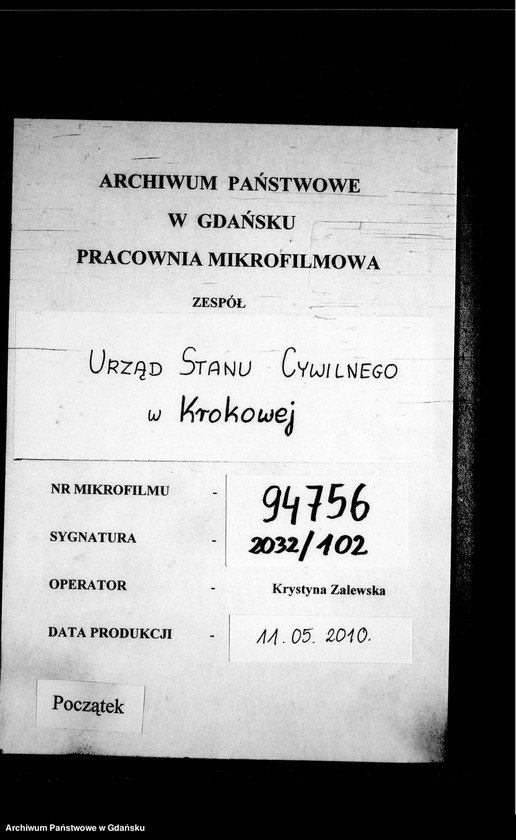 ARCHIWUM PAŃSTWOWE
W GDAŃSKU
PRACOWNIA MIKROFILMOWA
ZESPÓŁ
URZĄD STANU CYWILNEGO
w Krokowej
NR MIKROFILMU - 94756
SYGNATURA - 2032/102
OPERATOR - Krystyna Zalewska
DATA PRODUKCJI - 11.05.2010.
Początek
Archiwum Państwowe w Gdańsku